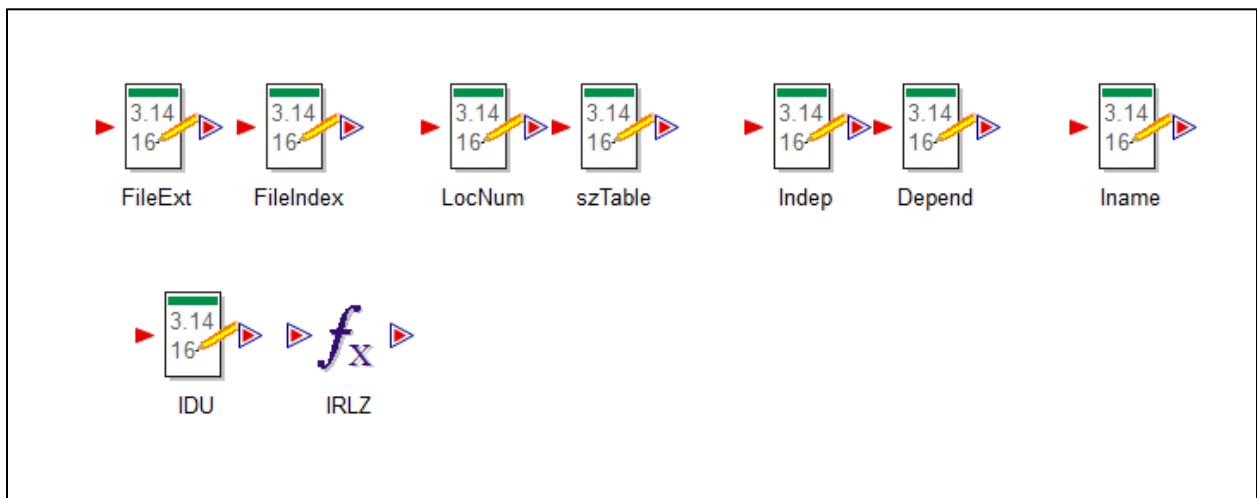 3.14 3.14 3.14 3.14 3.14 3.14 3.14
16 16 16 16 16 16 16
FileExt FileIndex LocNum szTable Indep Depend Iname
3.14
16
fx
IDU IRLZ